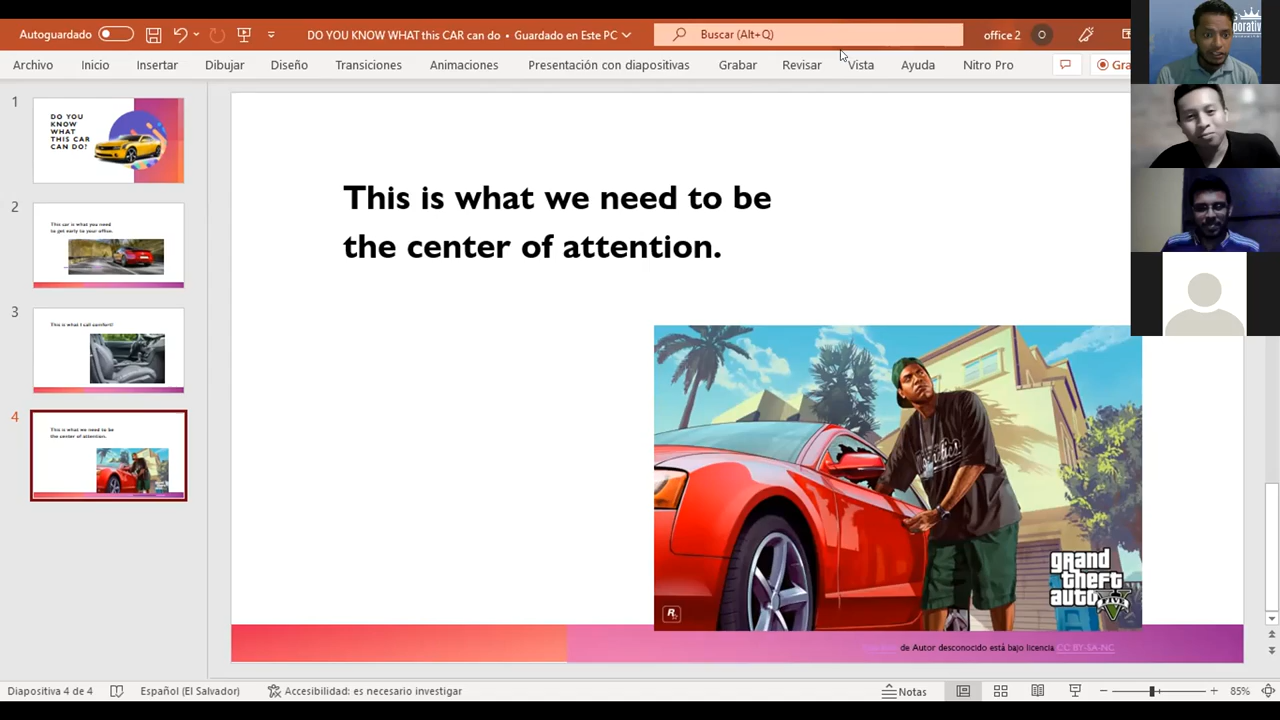 Autoguardado
DO YOU KNOW WHAT this CAR can do • Guardado en Este PC
Buscar (Alt+Q)
office 2
O
Archivo
Inicio
Insertar
Dibujar
Diseño
Transiciones
Animaciones
Presentación con diapositivas
Grabar
Revisar
Vista
Ayuda
Nitro Pro
Gra
1
DO YOU
KNOW
WHAT
THIS CAR
CAN DO?
2
This car is what you need
to get early to your office.
3
This is what I call comfort!
4
This is what we need to be
the center of attention.
This is what we need to be
the center of attention.
grand
theft
auto
FIVE
R
de Autor desconocido está bajo licencia CC BY-SA-NC
Diapositiva 4 de 4
Español (El Salvador)
Accesibilidad: es necesario investigar
Notas
85%